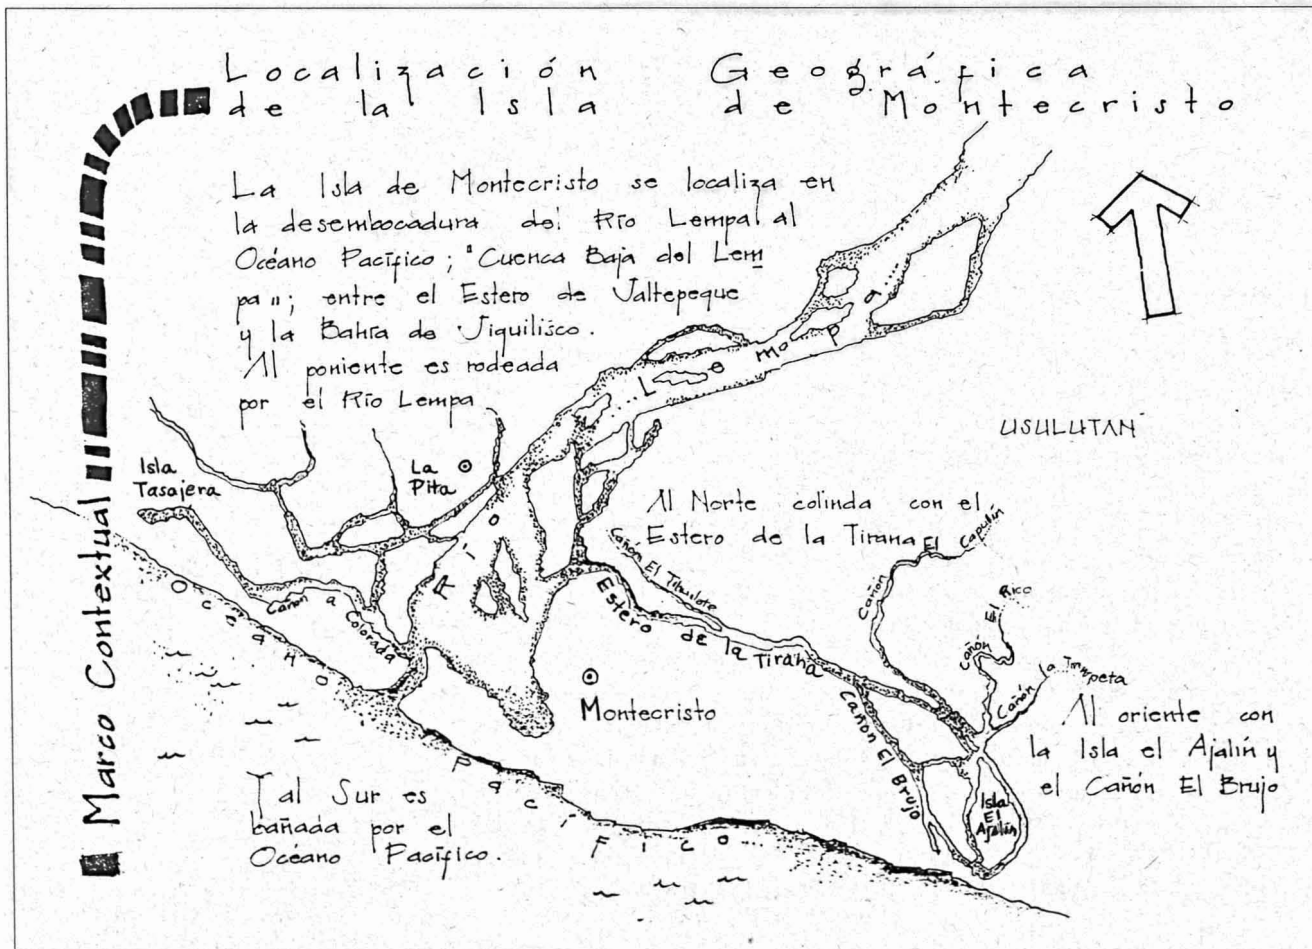 Localización Geográfica
de la Isla de Montecristo
La Isla de Montecristo se localiza en
la desembocadura del Río Lempa, al
Océano Pacífico; "Cuenca Baja del Lem
pa"; entre el Estero de Jaltepeque
y la Bahía de Jiquilisco.
Al poniente es rodeada
por el Río Lempa
Marco Contextual
Río Lempa
USULUTAN
Isla
Tasajera
La
Pita
Al Norte colinda con el
Estero de la Tirana
Cañón El Capulín
Cañón El
Estero de la Tirana
Cañón El Rico
Cañón La
Caña
Colorada
Océano Pacífico
Montecristo
Cañón El Brujo
Al oriente con
la Isla el Ajalín y
el Cañón El Brujo
Isla
El
Ajalín
Y al Sur es
bañada por el
Océano Pacífico.